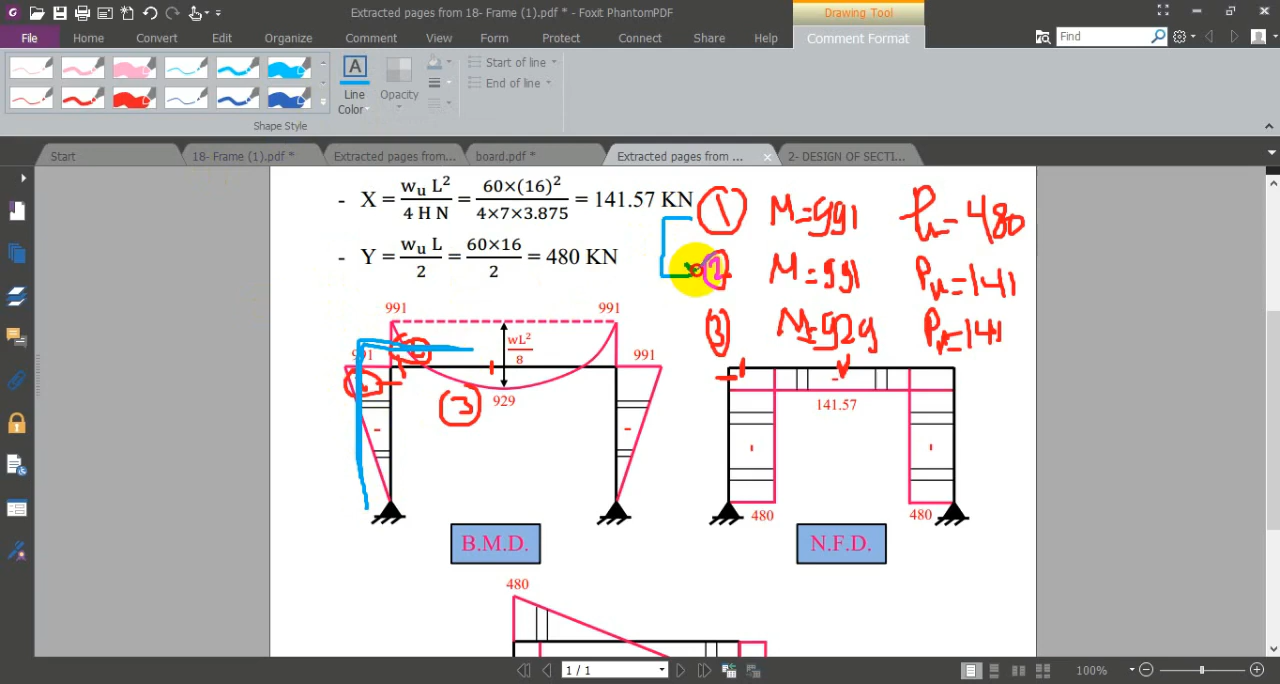 Extracted pages from 18- Frame (1).pdf * - Foxit PhantomPDF
Drawing Tool
File Home Convert Edit Organize Comment View Form Protect Connect Share Help Comment Format Find
Line Color
Opacity
Start of line
End of line
Shape Style
Start 18- Frame (1).pdf * Extracted pages from... board.pdf * Extracted pages from ... 2- DESIGN OF SECTI...
- X = wᵤ L² / 4 H N = 60×(16)² / 4×7×3.875 = 141.57 KN
- Y = wᵤ L / 2 = 60×16 / 2 = 480 KN
1 M=991 Pu=480
2 M=991 Pu=141
3 M=929 Pu=141
991 991
wL² / 8
991 991
3 929
141.57
480 480
B.M.D. N.F.D.
480
1 / 1
100%